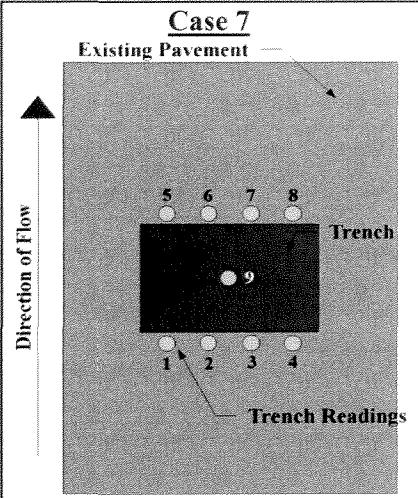 Case 7
Existing Pavement
Direction of Flow
5 6 7 8
Trench
9
1 2 3 4
Trench Readings